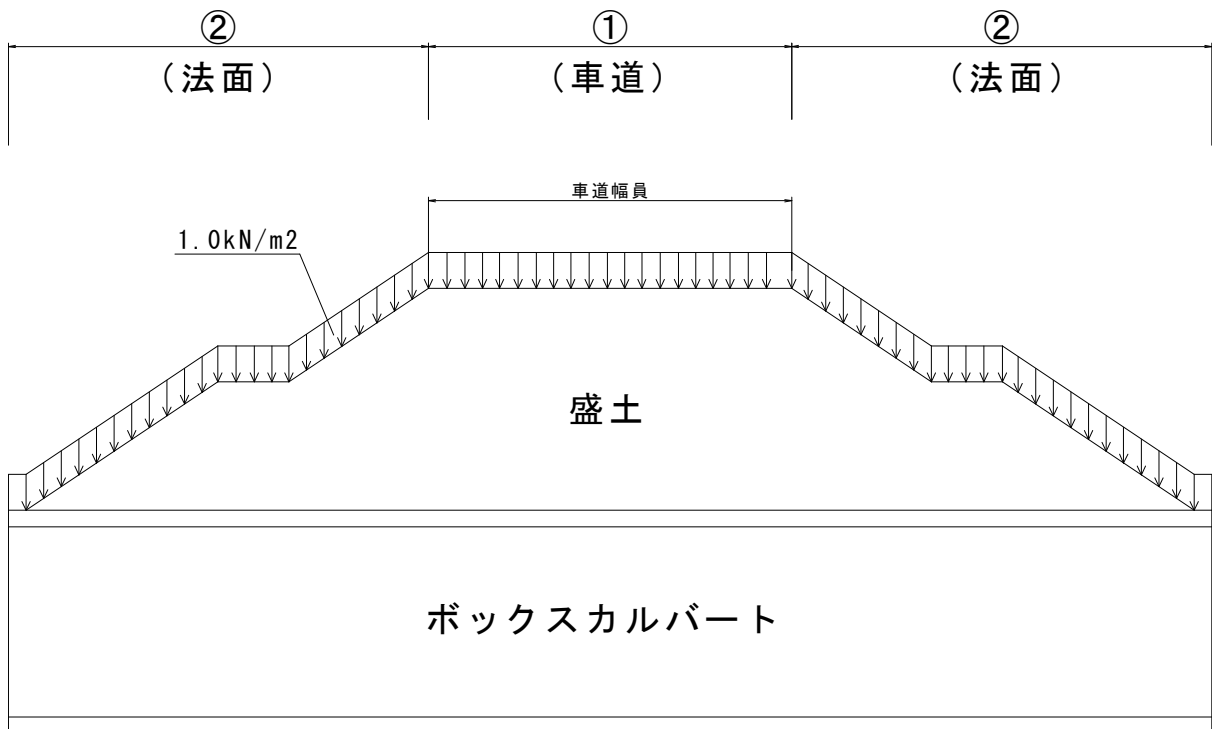 ② ① ②
（法面） （車道） （法面）
車道幅員
1.0kN/m2
盛土
ボックスカルバート